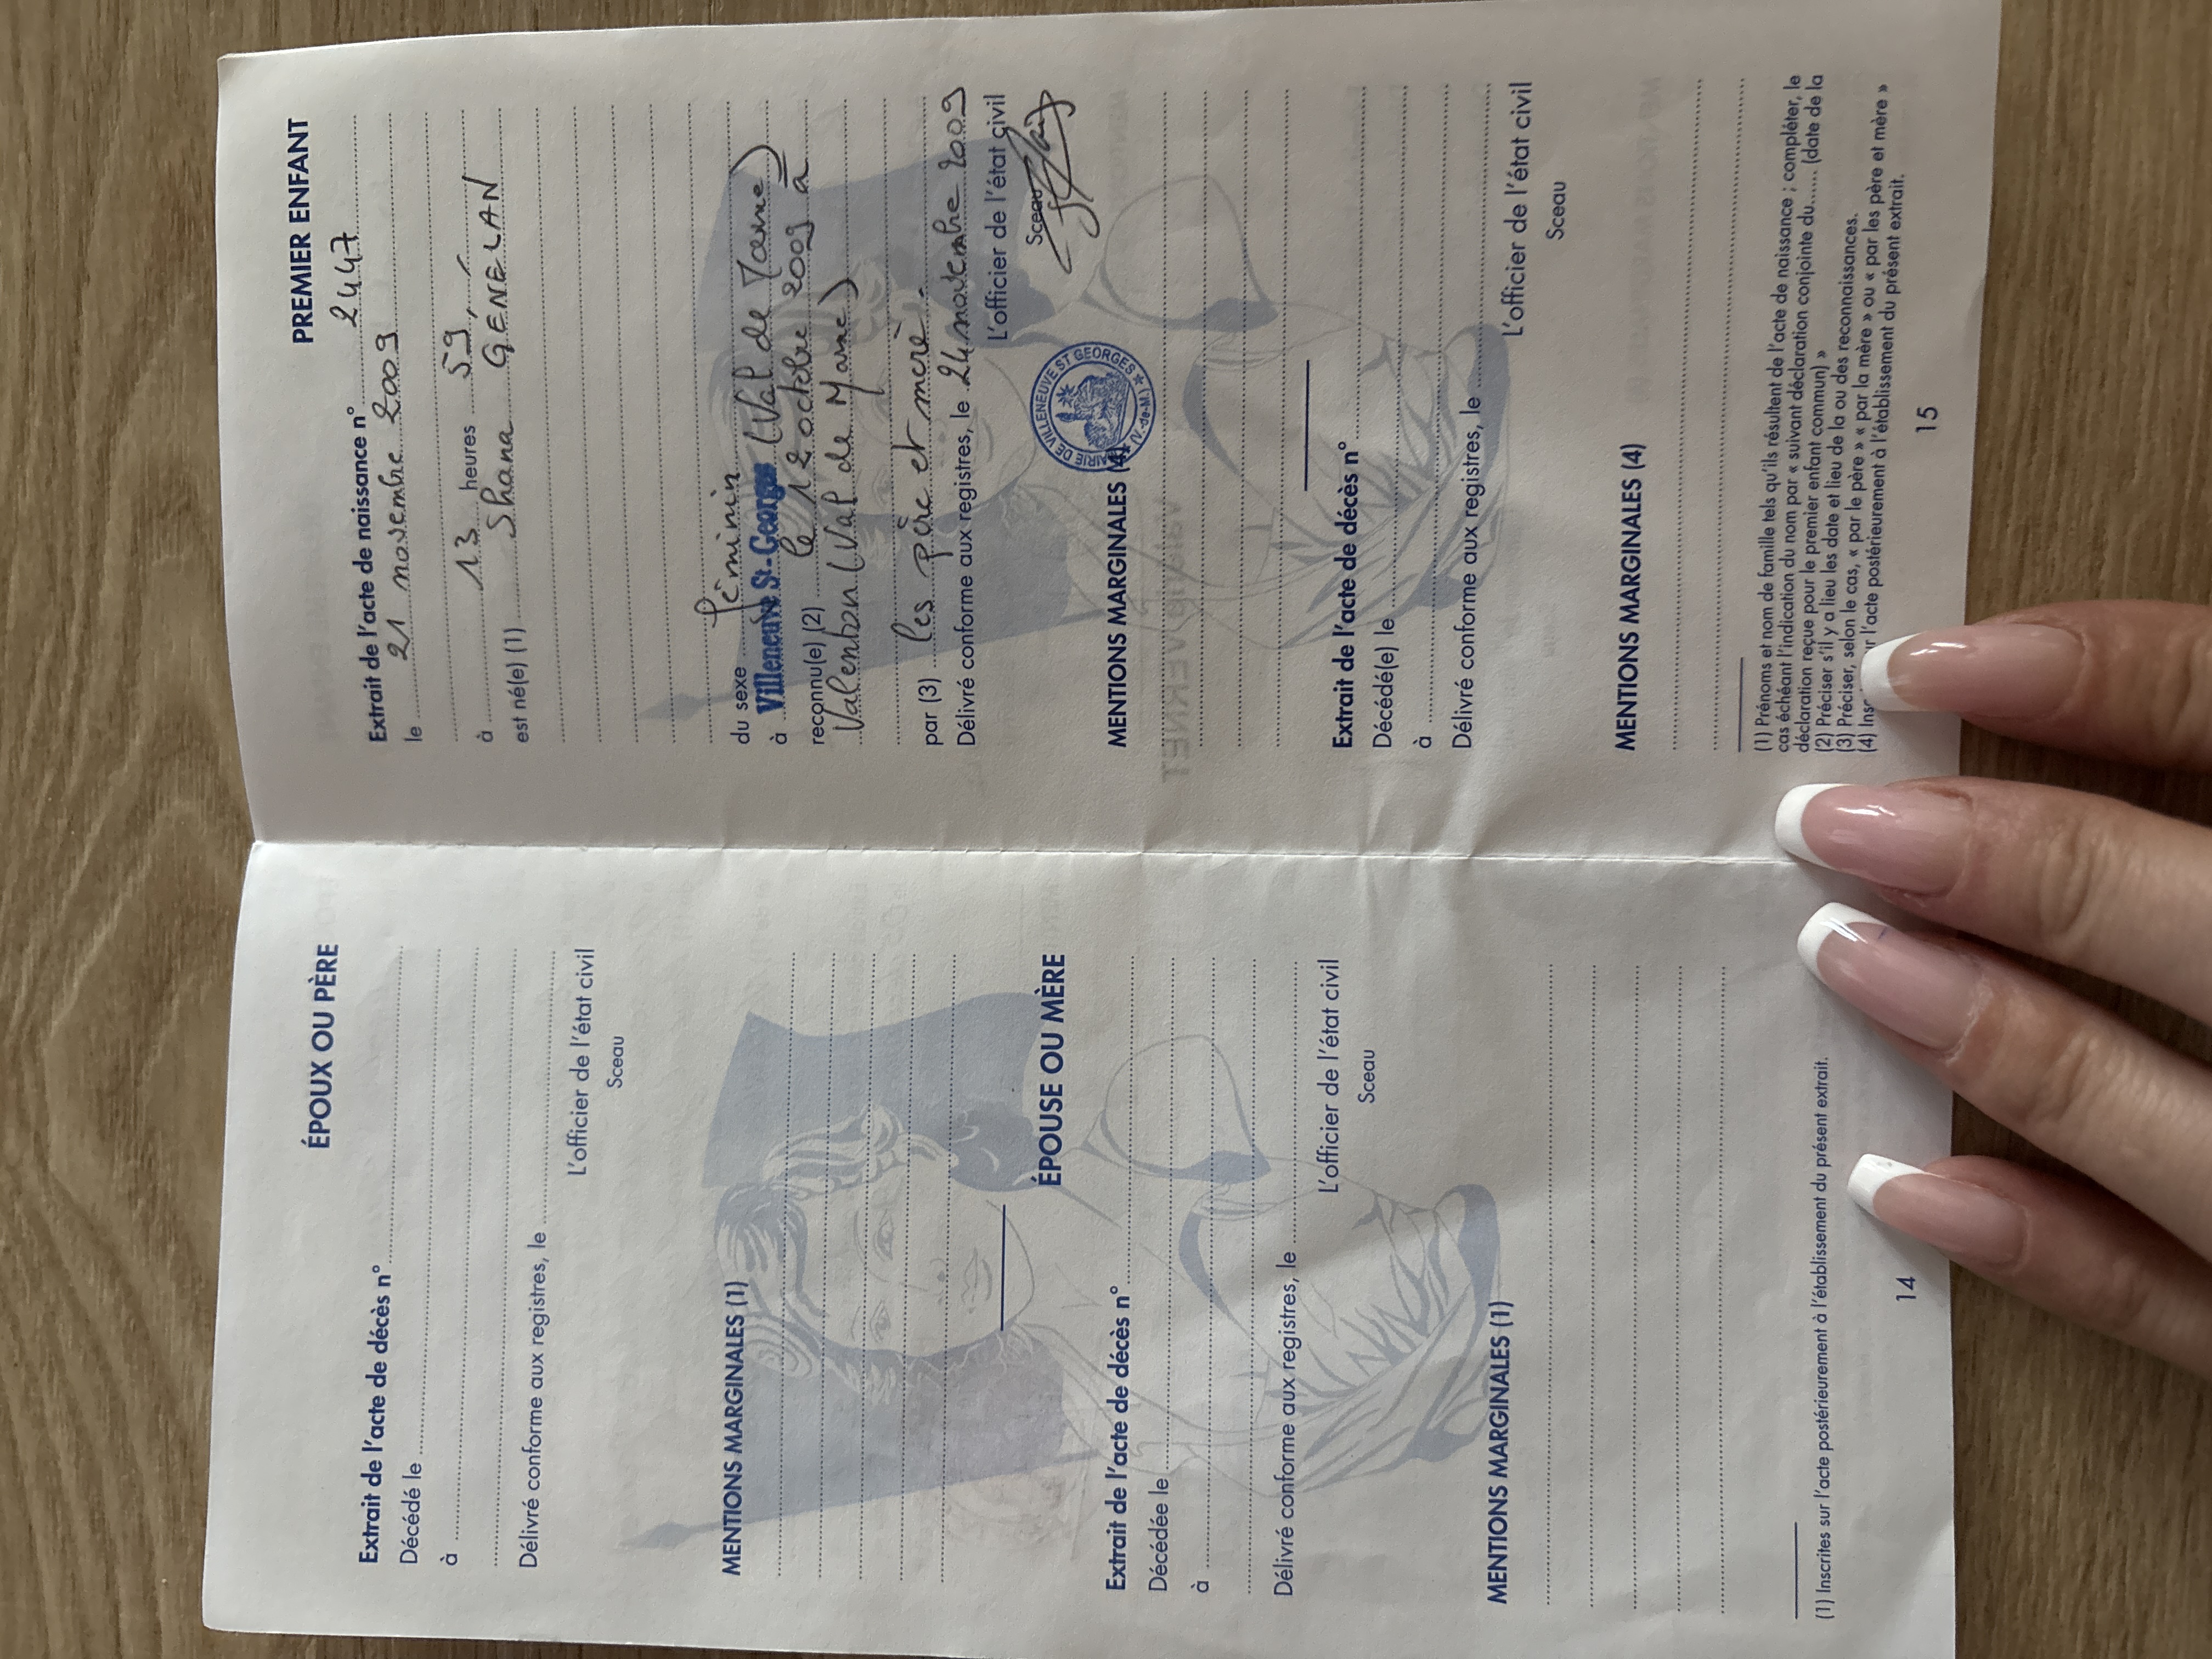 ÉPOUX OU PÈRE
Extrait de l'acte de décès n°
Décédé le
à
Délivré conforme aux registres, le
L'officier de l'état civil
Sceau
MENTIONS MARGINALES (1)
ÉPOUSE OU MÈRE
Extrait de l'acte de décès n°
Décédée le
à
Délivré conforme aux registres, le
L'officier de l'état civil
Sceau
MENTIONS MARGINALES (1)
(1) Inscrites sur l'acte postérieurement à l'établissement du présent extrait.
14
PREMIER ENFANT
Extrait de l'acte de naissance n° 2447
le 21 novembre 2009
à 13 heures 59,
est né(e) (1) Shana GENELAN
du sexe féminin
à Villeneuve St-Georges (Val de Marne)
reconnu(e) (2) le 12 octobre 2009 à
Valenton (Val de Marne)
par (3) les père et mère.
Délivré conforme aux registres, le 24 novembre 2009
L'officier de l'état civil
Sceau
MAIRIE DE VILLENEUVE ST GEORGES (V.-de-M.)
MENTIONS MARGINALES (4)
Extrait de l'acte de décès n°
Décédé(e) le
à
Délivré conforme aux registres, le
L'officier de l'état civil
Sceau
MENTIONS MARGINALES (4)
(1) Prénoms et nom de famille tels qu'ils résultent de l'acte de naissance ; compléter, le
cas échéant l'indication du nom par « suivant déclaration conjointe du...... (date de la
déclaration reçue pour le premier enfant commun) »
(2) Préciser s'il y a lieu les date et lieu de la ou des reconnaissances.
(3) Préciser, selon le cas, « par le père » « par la mère » ou « par les père et mère »
(4) l'acte postérieurement à l'établissement du présent extrait.
15